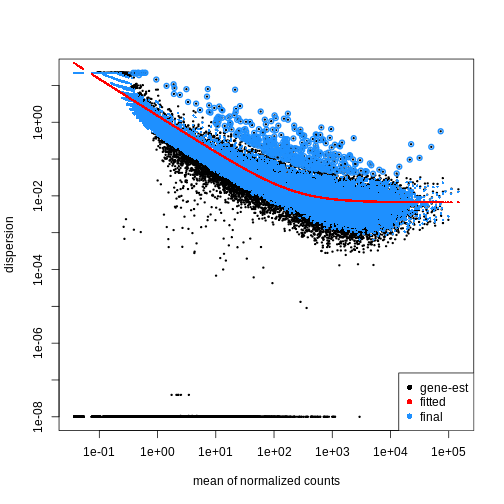 dispersion
1e+00
1e-02
1e-04
1e-06
1e-08
gene-est
fitted
final
1e-01 1e+00 1e+01 1e+02 1e+03 1e+04 1e+05
mean of normalized counts